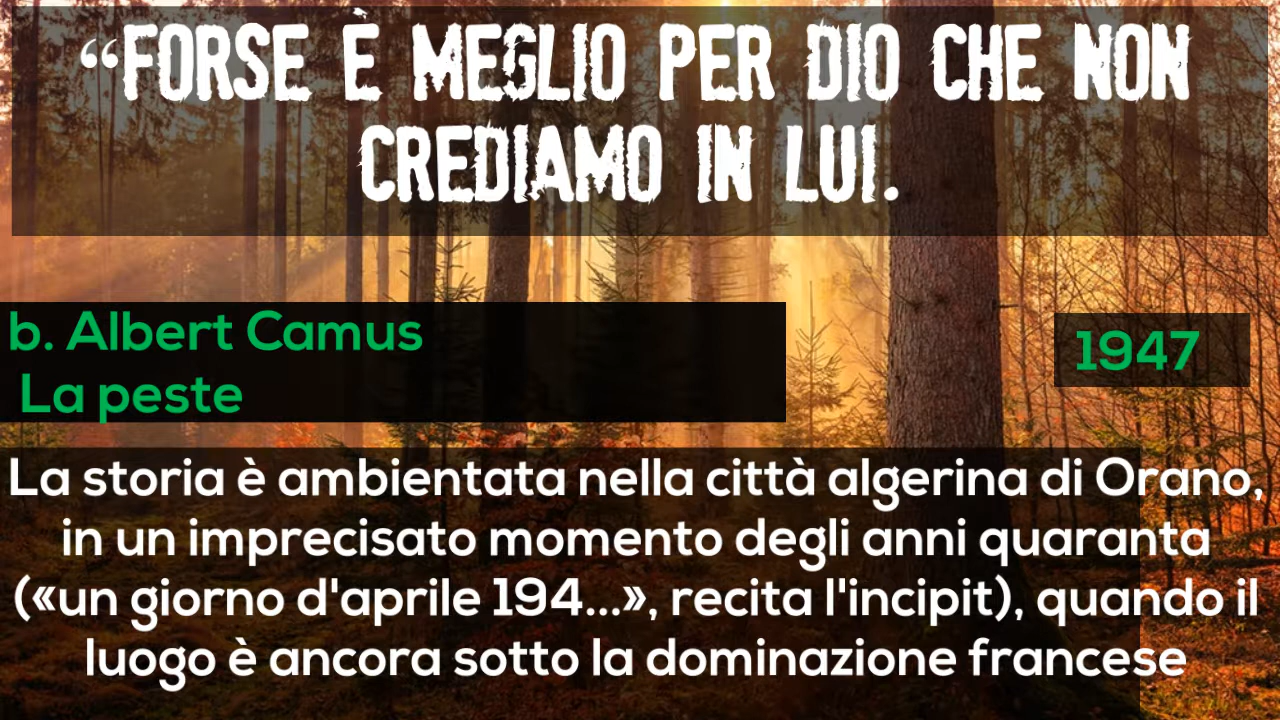 “FORSE È MEGLIO PER DIO CHE NON
CREDIAMO IN LUI.
b. Albert Camus
La peste
1947
La storia è ambientata nella città algerina di Orano,
in un imprecisato momento degli anni quaranta
(«un giorno d'aprile 194...», recita l'incipit), quando il
luogo è ancora sotto la dominazione francese